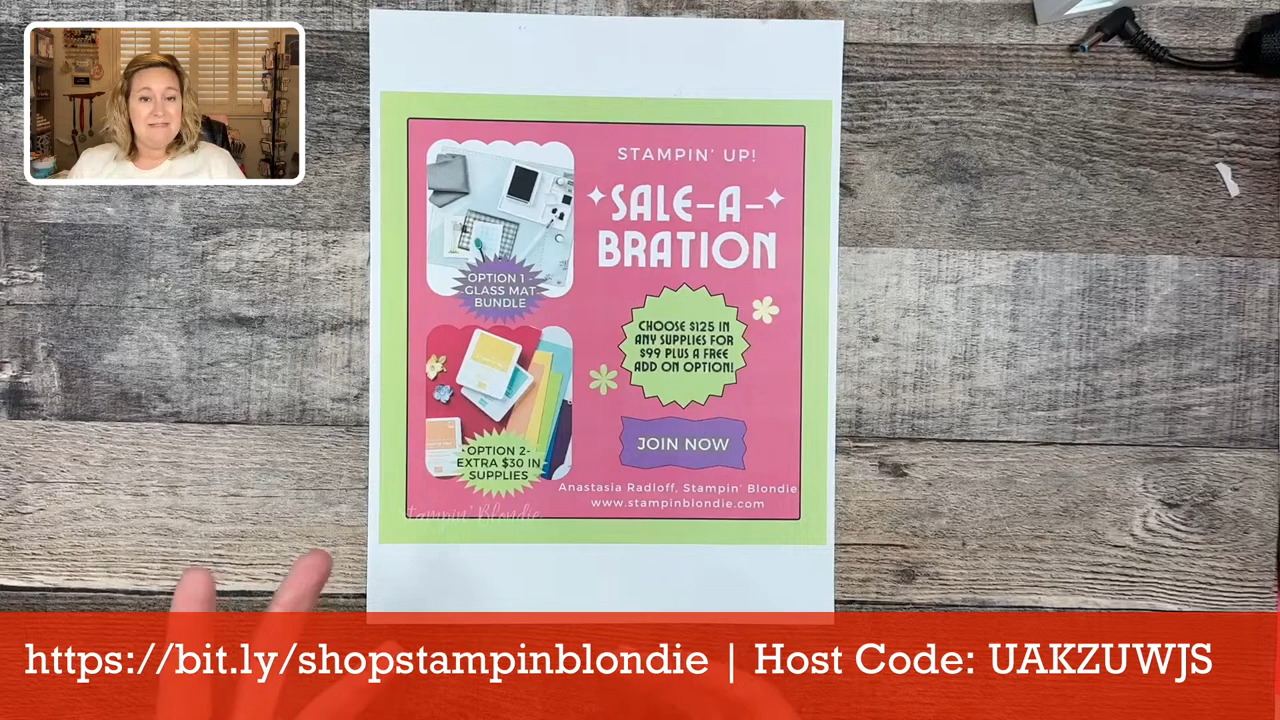 STAMPIN' UP!
SALE-A-
BRATION
OPTION 1 -
GLASS MAT
BUNDLE
CHOOSE $125 IN
ANY SUPPLIES FOR
$99 PLUS A FREE
ADD ON OPTION!
JOIN NOW
OPTION 2-
EXTRA $30 IN
SUPPLIES
Anastasia Radloff, Stampin' Blondie
www.stampinblondie.com
Stampin' Blondie
https://bit.ly/shopstampinblondie | Host Code: UAKZUWJS